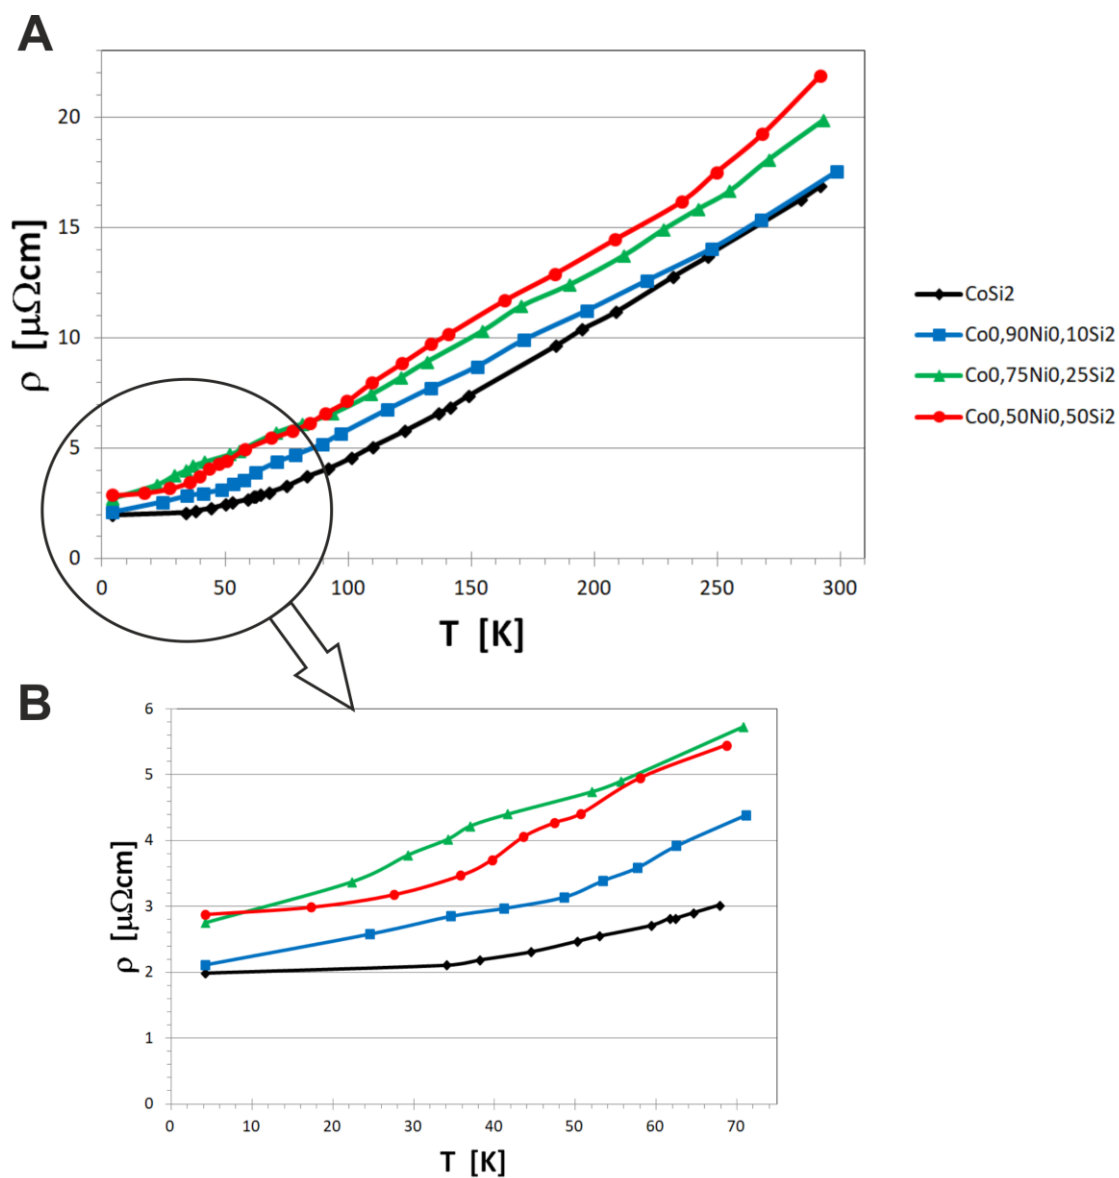 A
20
15
10
5
0
ρ [μΩcm]
0 50 100 150 200 250 300
T [K]
CoSi2
Co0,90Ni0,10Si2
Co0,75Ni0,25Si2
Co0,50Ni0,50Si2
B
6
5
4
3
2
1
0
ρ [μΩcm]
0 10 20 30 40 50 60 70
T [K]